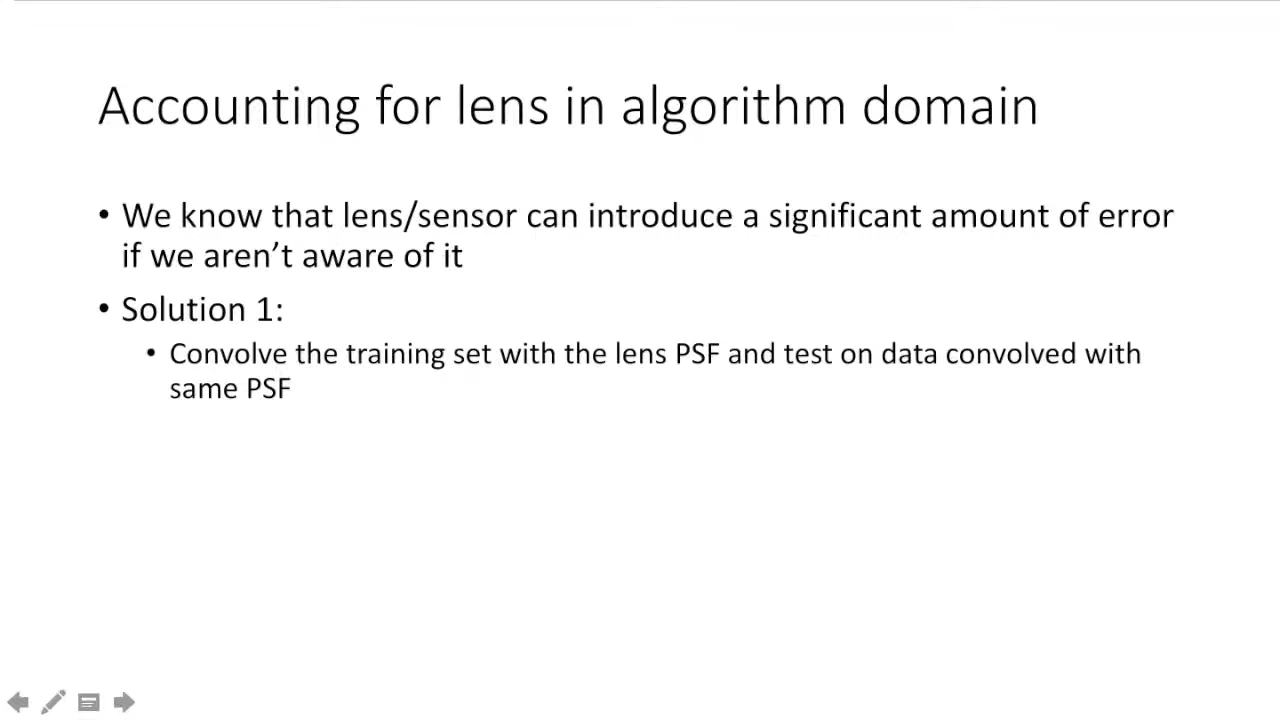 Accounting for lens in algorithm domain
• We know that lens/sensor can introduce a significant amount of error
if we aren’t aware of it
• Solution 1:
• Convolve the training set with the lens PSF and test on data convolved with
same PSF